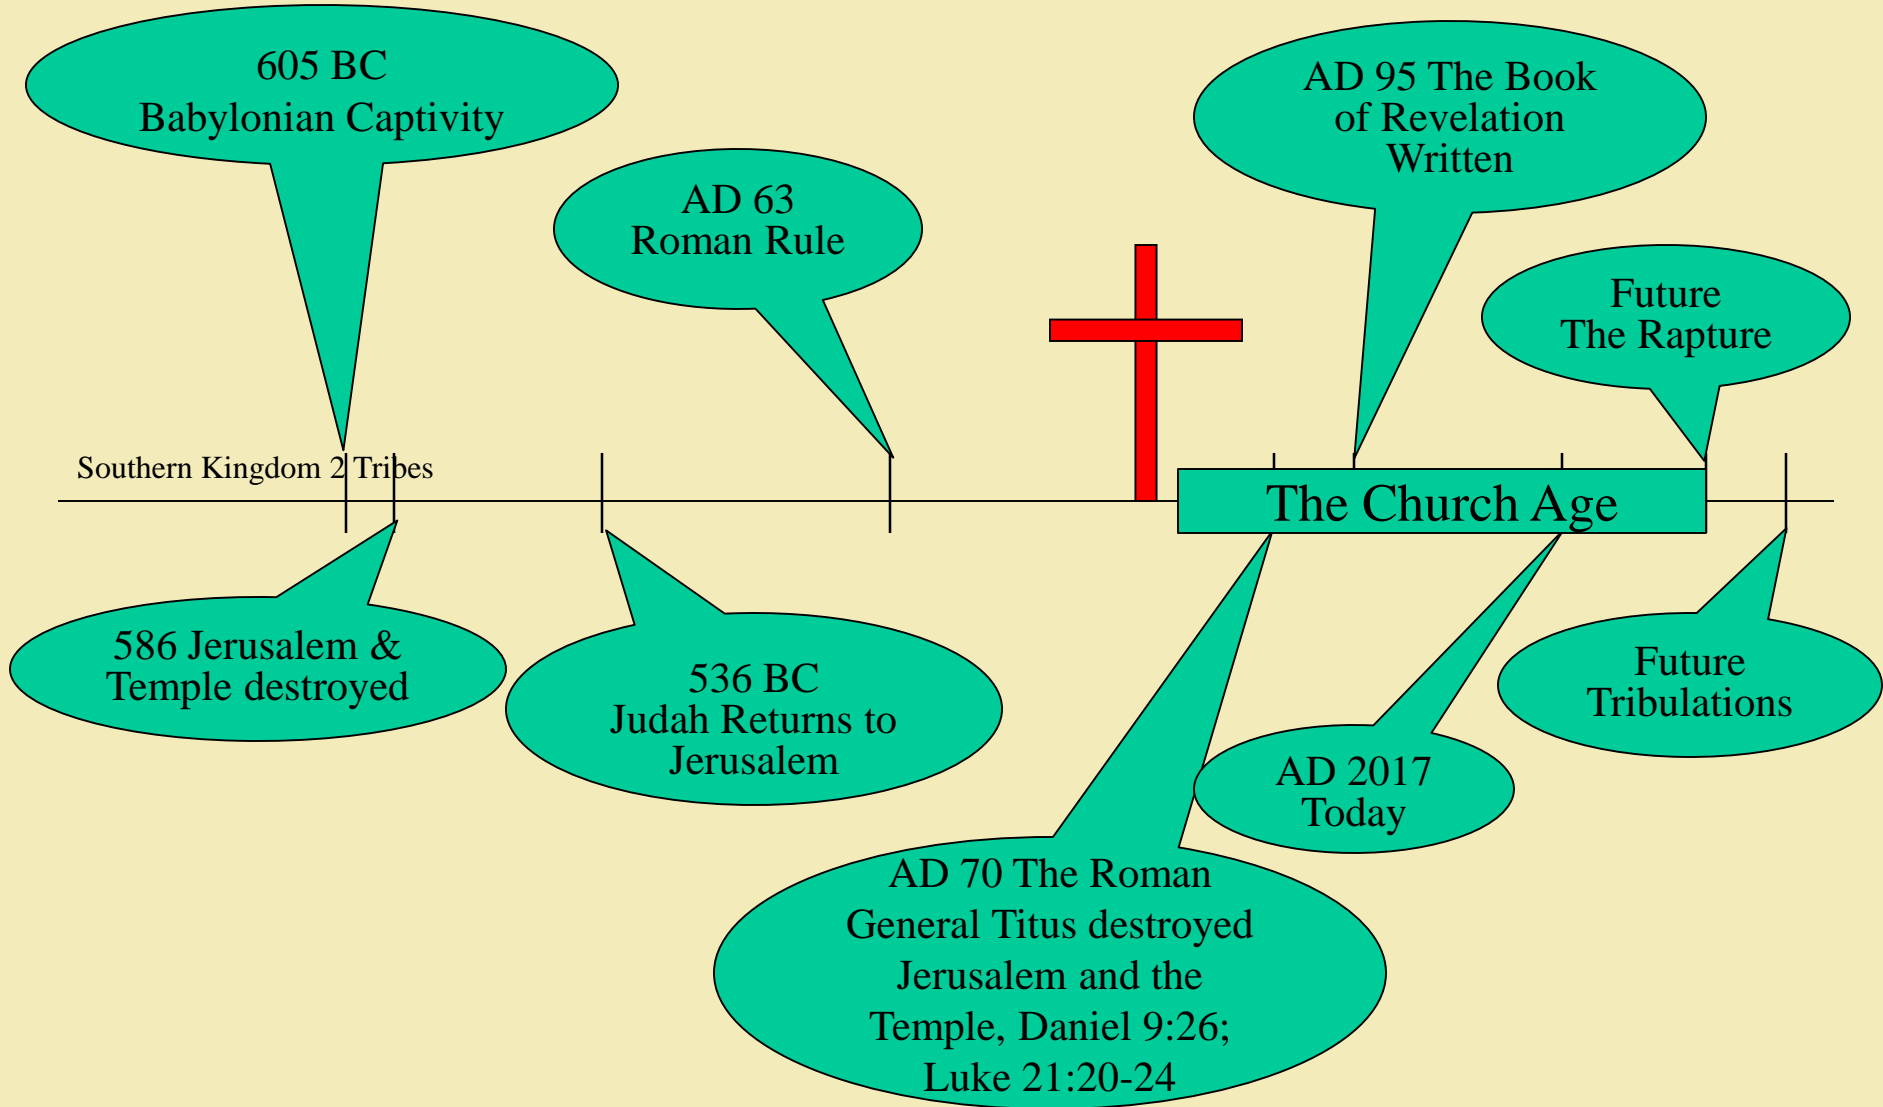 605 BC
Babylonian Captivity
AD 63
Roman Rule
AD 95 The Book
of Revelation
Written
Future
The Rapture
Southern Kingdom 2 Tribes
The Church Age
586 Jerusalem &
Temple destroyed
536 BC
Judah Returns to
Jerusalem
AD 70 The Roman
General Titus destroyed
Jerusalem and the
Temple, Daniel 9:26;
Luke 21:20-24
AD 2017
Today
Future
Tribulations